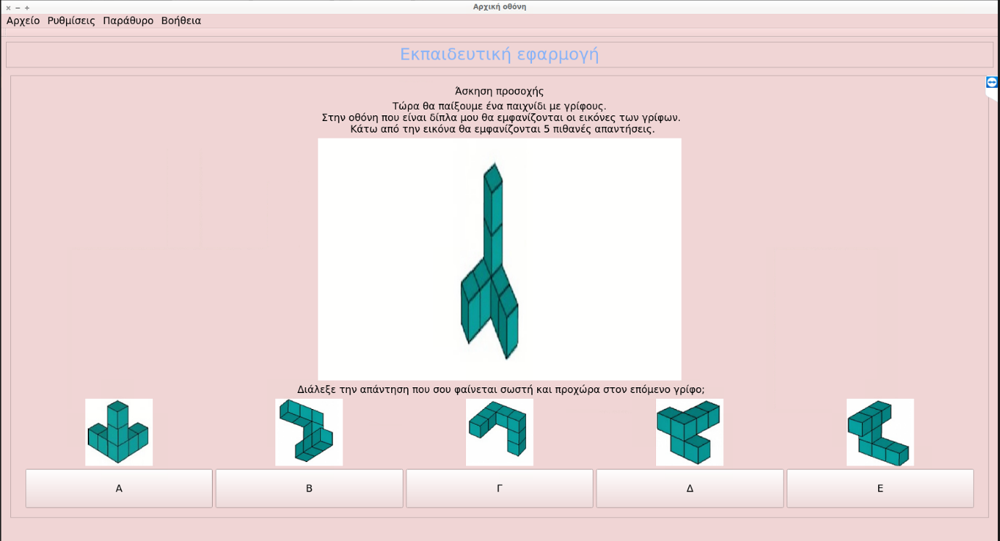 Αρχική οθόνη
Αρχείο Ρυθμίσεις Παράθυρο Βοήθεια
Εκπαιδευτική εφαρμογή
Άσκηση προσοχής
Τώρα θα παίξουμε ένα παιχνίδι με γρίφους.
Στην οθόνη που είναι δίπλα μου θα εμφανίζονται οι εικόνες των γρίφων.
Κάτω από την εικόνα θα εμφανίζονται 5 πιθανές απαντήσεις.
Διάλεξε την απάντηση που σου φαίνεται σωστή και προχώρα στον επόμενο γρίφο;
Α Β Γ Δ Ε